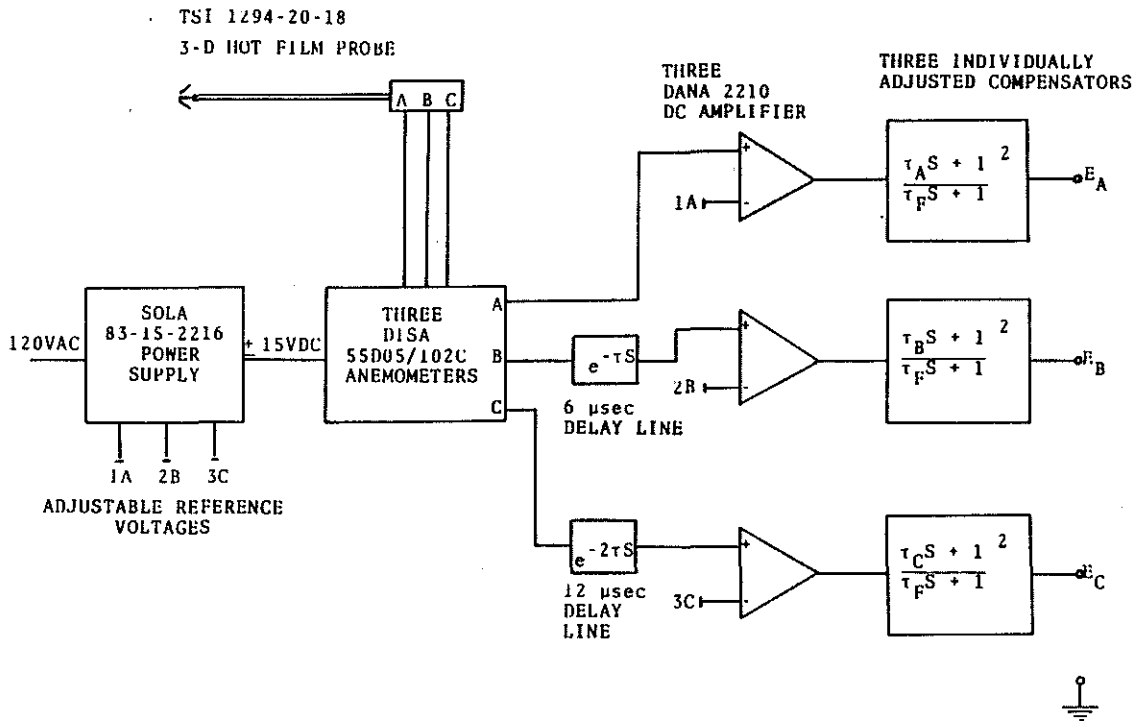 TSI 1294-20-18
3-D HOT FILM PROBE
A B C
THREE
DANA 2210
DC AMPLIFIER
THREE INDIVIDUALLY
ADJUSTED COMPENSATORS
+
1A
-
τAS + 1 2
τFS + 1
EA
120VAC
SOLA
83-15-2216
POWER
SUPPLY
± 15VDC
THREE
DISA
55D05/102C
ANEMOMETERS
A
B
C
e-τS
6 μsec
DELAY LINE
+
2B
-
τBS + 1 2
τFS + 1
EB
1A 2B 3C
ADJUSTABLE REFERENCE
VOLTAGES
e-2τS
12 μsec
DELAY
LINE
+
3C
-
τCS + 1 2
τFS + 1
EC